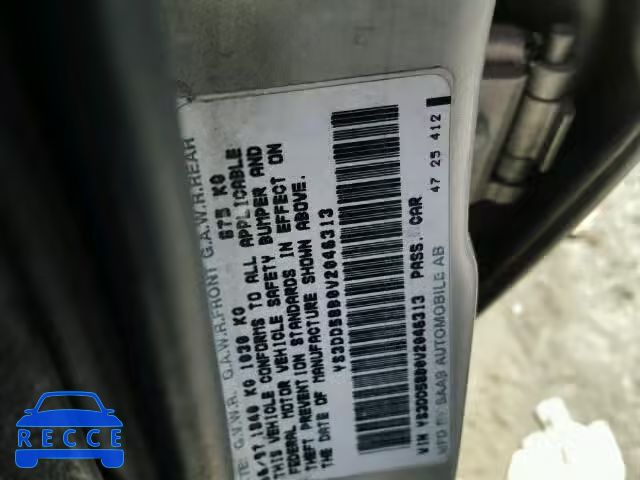 G.V.W.R. G.A.W.R.FRONT G.A.W.R.REAR
1840 KG 1030 KG 875 KG
THIS VEHICLE CONFORMS TO ALL APPLICABLE
FEDERAL MOTOR VEHICLE SAFETY BUMPER AND
THEFT PREVENTION STANDARDS IN EFFECT ON
THE DATE OF MANUFACTURE SHOWN ABOVE.
YS3DD58B0V2046313
VIN YS3DD58B0V2046313 PASS. CAR
47 25 412
MFD BY SAAB AUTOMOBILE AB
RECCE